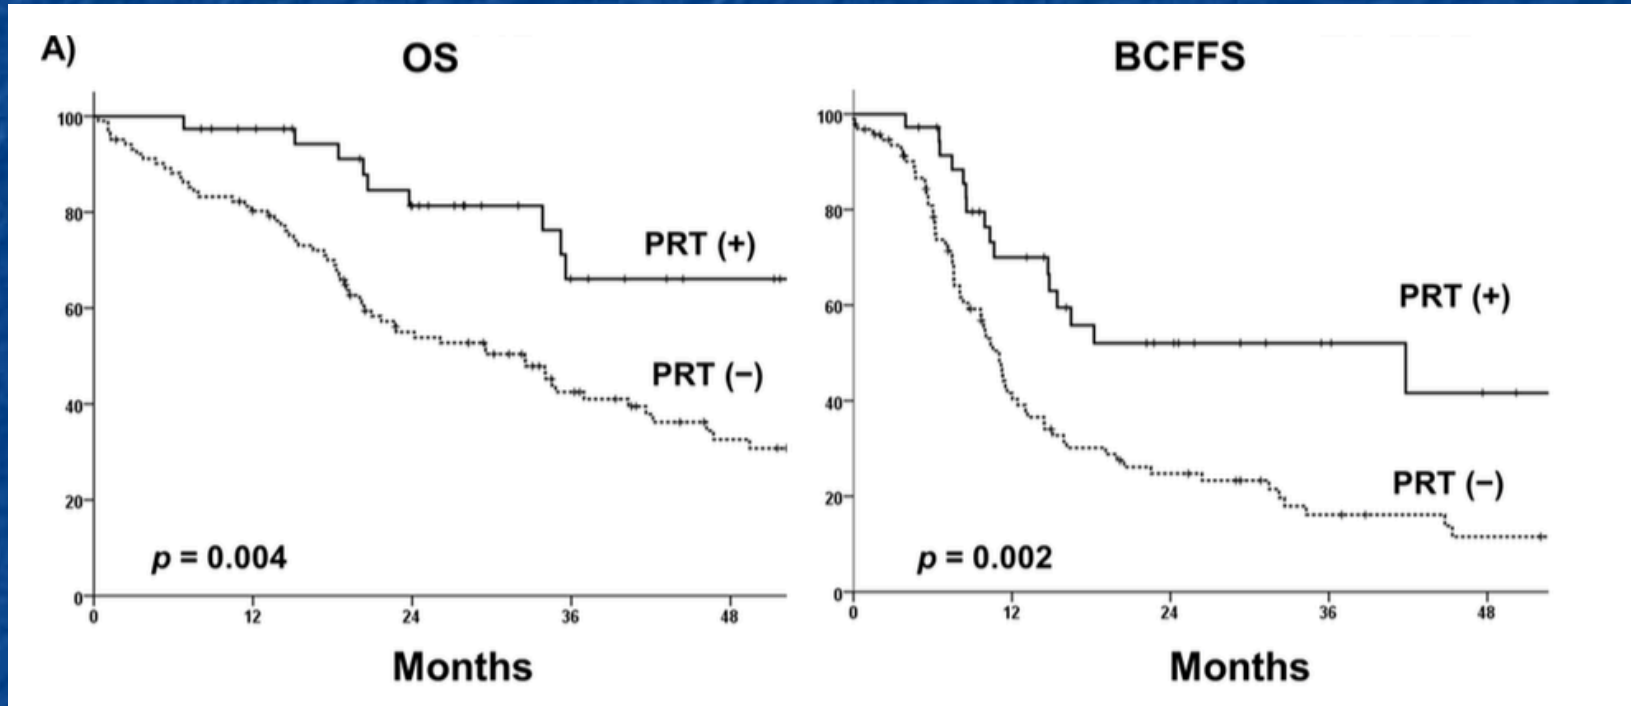 A)
OS
100
80
60
40
20
0
PRT (+)
PRT (−)
p = 0.004
0 12 24 36 48
Months
BCFFS
100
80
60
40
20
0
PRT (+)
PRT (−)
p = 0.002
0 12 24 36 48
Months